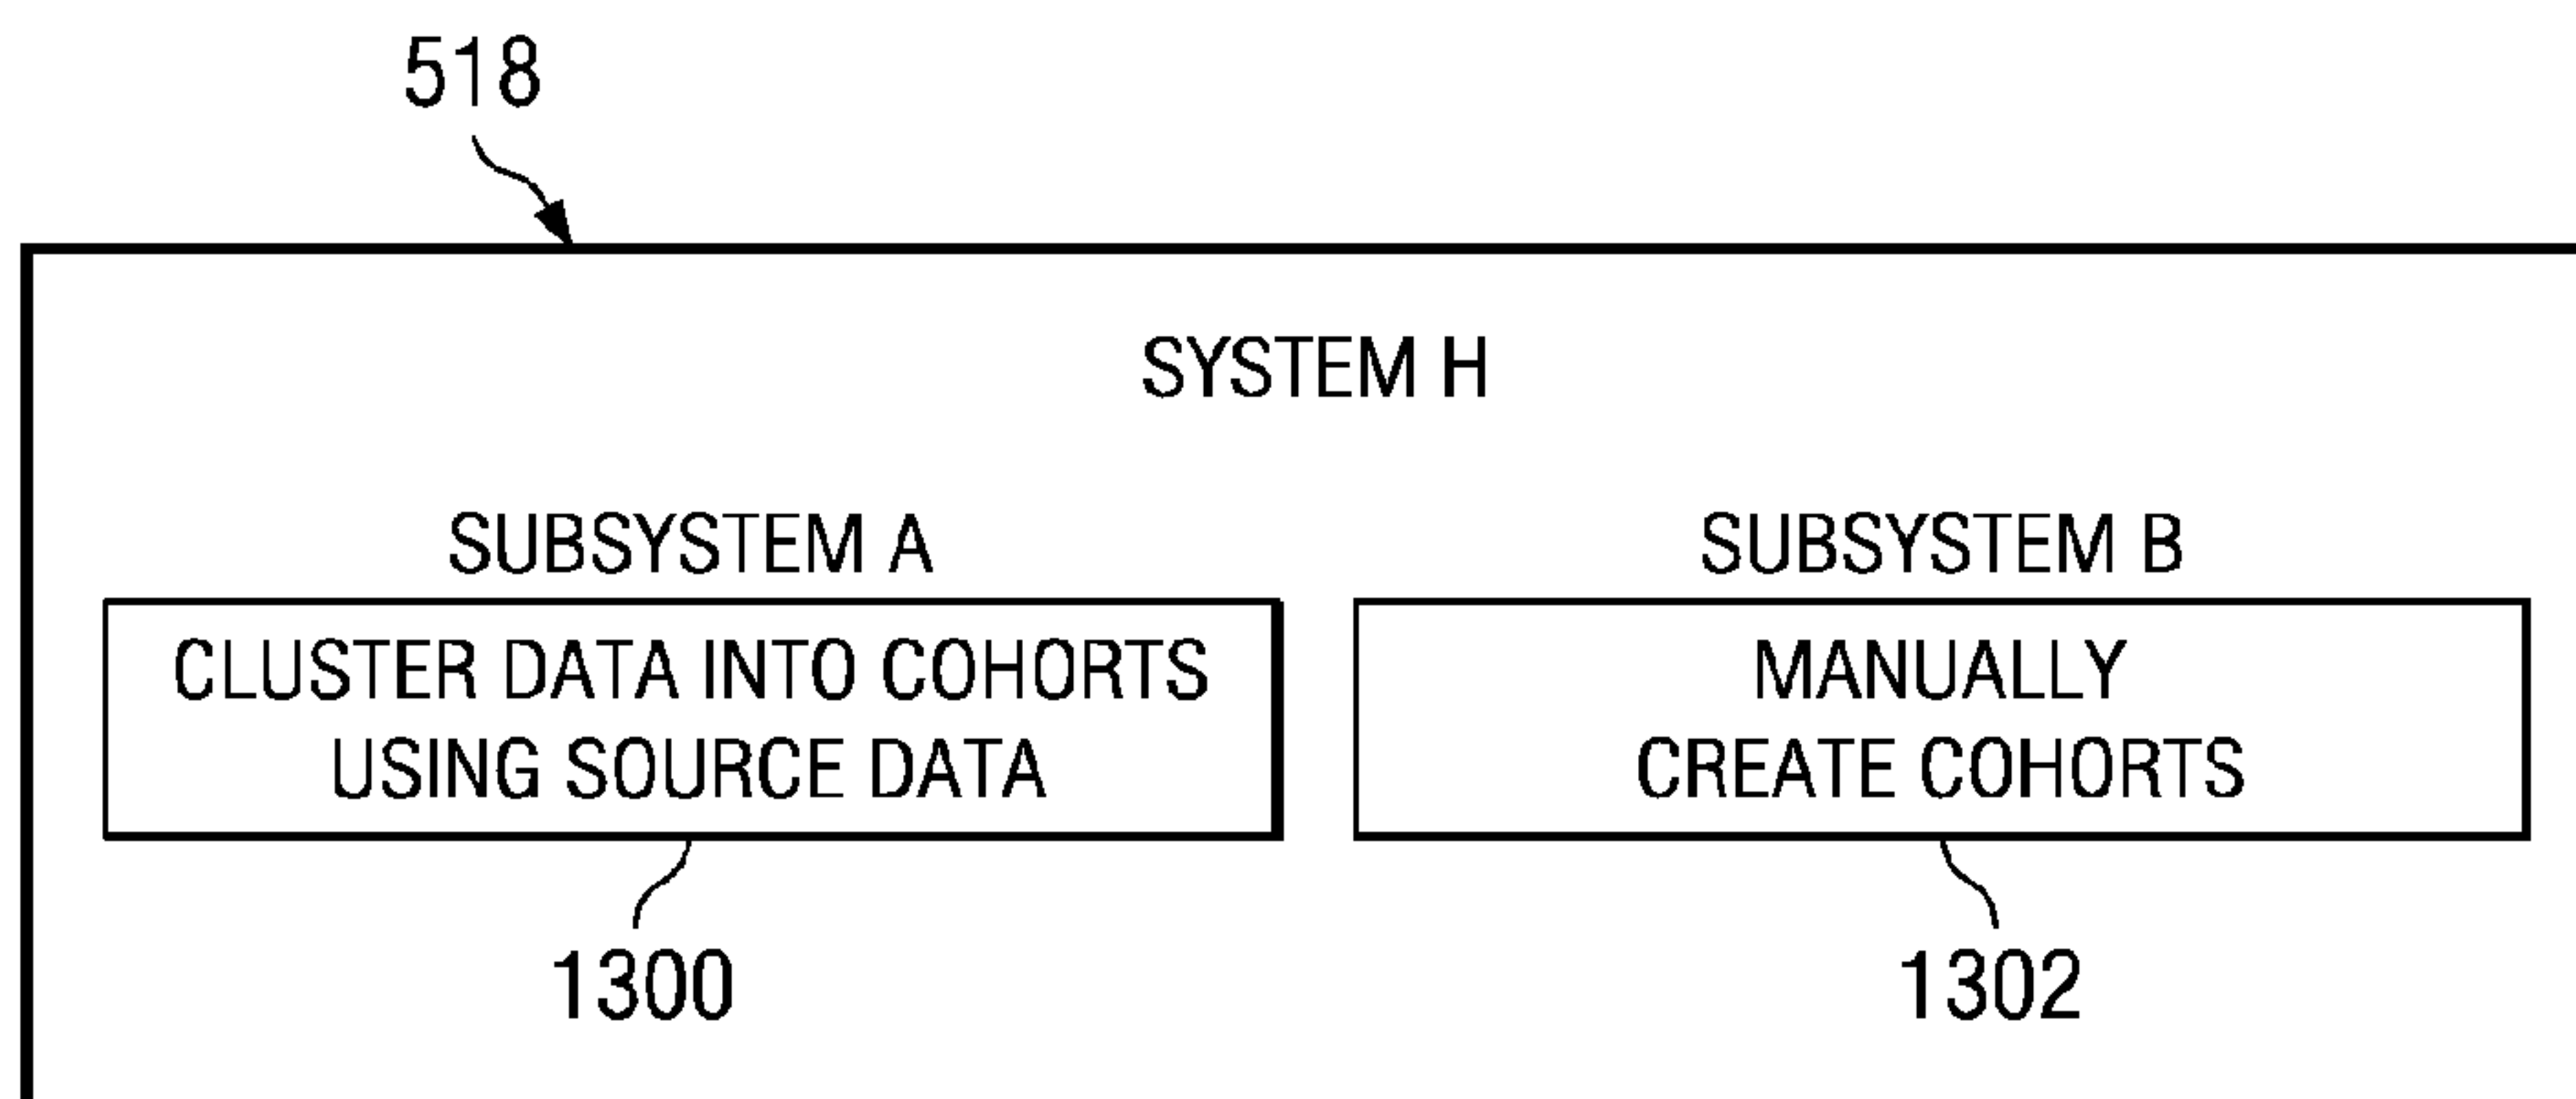 518
SYSTEM H
SUBSYSTEM A
CLUSTER DATA INTO COHORTS
USING SOURCE DATA
1300
SUBSYSTEM B
MANUALLY
CREATE COHORTS
1302